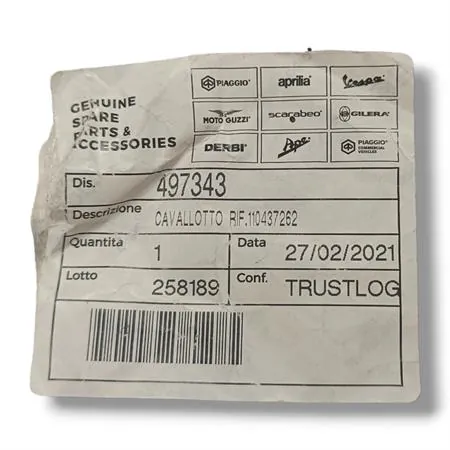 GENUINE
SPARE
PARTS &
ACCESSORIES
PIAGGIO aprilia Vespa
MOTO GUZZI scarabeo GILERA
DERBI Ape PIAGGIO
COMMERCIAL
VEHICLES
Dis. 497343
Descrizione CAVALLOTTO RIF.110437262
Quantità 1 Data 27/02/2021
Lotto 258189 Conf. TRUSTLOG